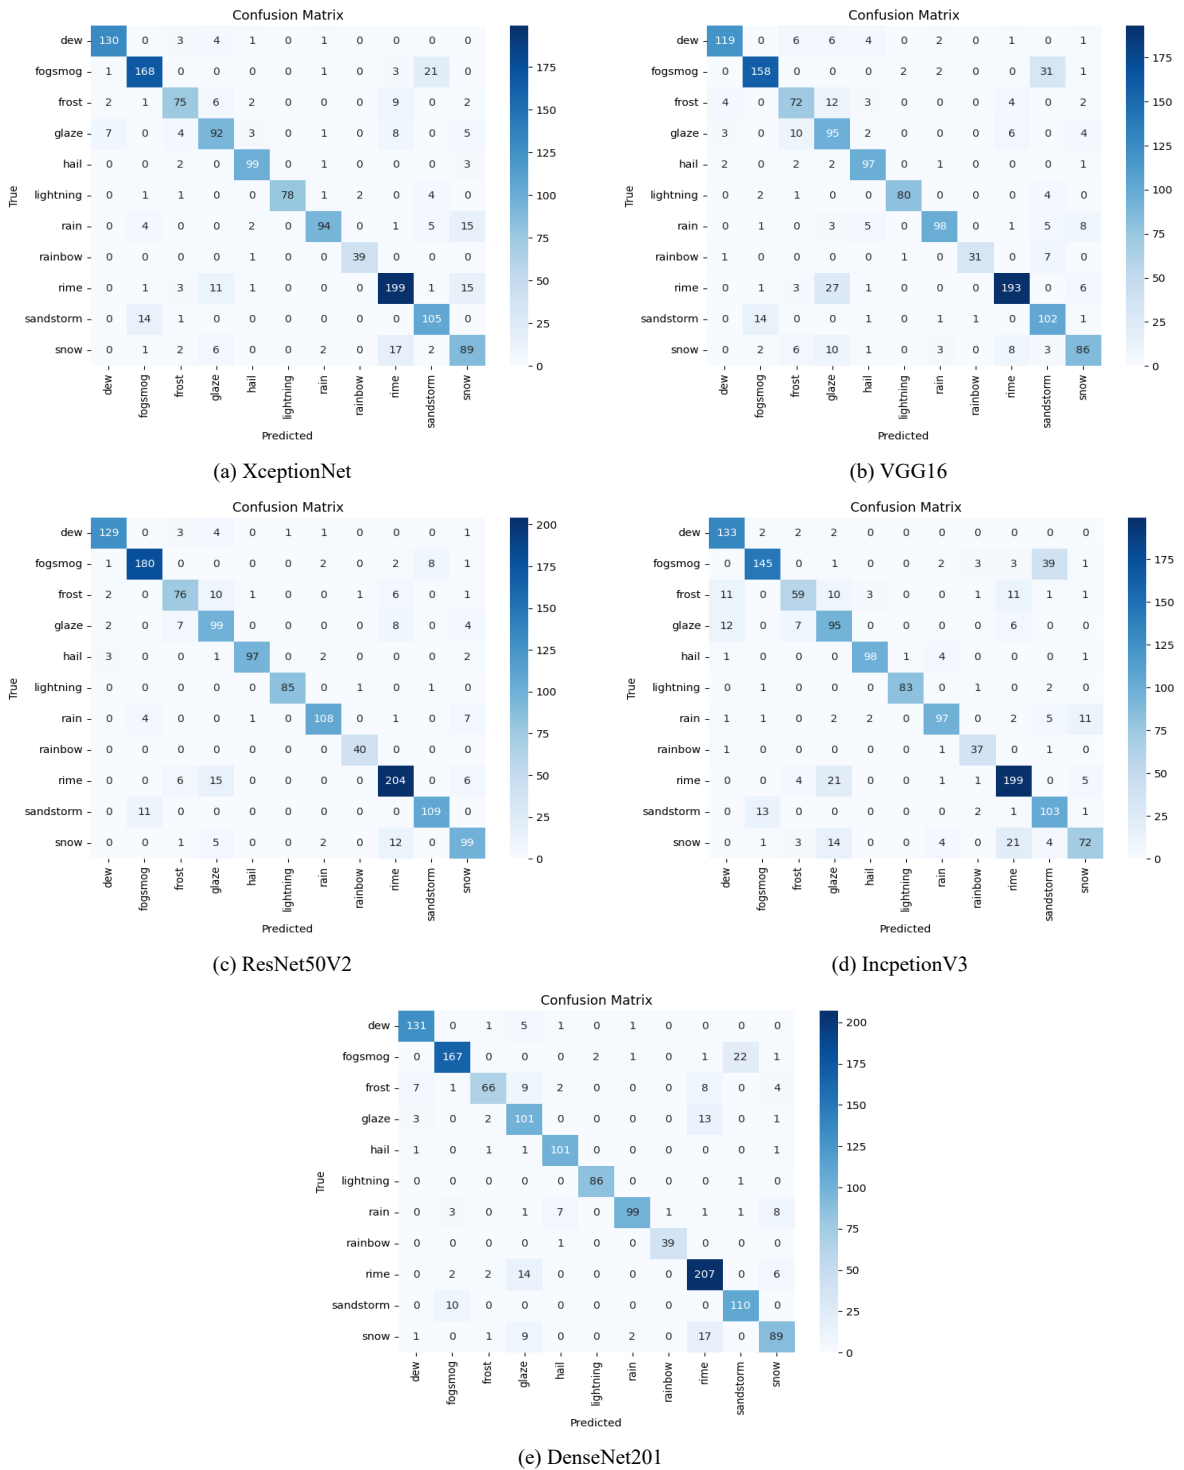 Confusion Matrix
dew 130 0 3 4 1 0 1 0 0 0 0
fogsmog 1 168 0 0 0 0 1 0 3 21 0
frost 2 1 75 6 2 0 0 0 9 0 2
glaze 7 0 4 92 3 0 1 0 8 0 5
hail 0 0 2 0 99 0 1 0 0 0 3
lightning 0 1 1 0 0 78 1 2 0 4 0
rain 0 4 0 0 2 0 94 0 1 5 15
rainbow 0 0 0 0 1 0 0 39 0 0 0
rime 0 1 3 11 1 0 0 0 199 1 15
sandstorm 0 14 1 0 0 0 0 0 0 105 0
snow 0 1 2 6 0 0 2 0 17 2 89
True
dew fogsmog frost glaze hail lightning rain rainbow rime sandstorm snow
Predicted
175
150
125
100
75
50
25
0
(a) XceptionNet
Confusion Matrix
dew 119 0 6 6 4 0 2 0 1 0 1
fogsmog 0 158 0 0 0 2 2 0 0 31 1
frost 4 0 72 12 3 0 0 0 4 0 2
glaze 3 0 10 95 2 0 0 0 6 0 4
hail 2 0 2 2 97 0 1 0 0 0 1
lightning 0 2 1 0 0 80 0 0 0 4 0
rain 0 1 0 3 5 0 98 0 1 5 8
rainbow 1 0 0 0 0 1 0 31 0 7 0
rime 0 1 3 27 1 0 0 0 193 0 6
sandstorm 0 14 0 0 1 0 1 1 0 102 1
snow 0 2 6 10 1 0 3 0 8 3 86
True
dew fogsmog frost glaze hail lightning rain rainbow rime sandstorm snow
Predicted
175
150
125
100
75
50
25
0
(b) VGG16
Confusion Matrix
dew 129 0 3 4 0 1 1 0 0 0 1
fogsmog 1 180 0 0 0 0 2 0 2 8 1
frost 2 0 76 10 1 0 0 1 6 0 1
glaze 2 0 7 99 0 0 0 0 8 0 4
hail 3 0 0 1 97 0 2 0 0 0 2
lightning 0 0 0 0 0 85 0 1 0 1 0
rain 0 4 0 0 1 0 108 0 1 0 7
rainbow 0 0 0 0 0 0 0 40 0 0 0
rime 0 0 6 15 0 0 0 0 204 0 6
sandstorm 0 11 0 0 0 0 0 0 0 109 0
snow 0 0 1 5 0 0 2 0 12 0 99
True
dew fogsmog frost glaze hail lightning rain rainbow rime sandstorm snow
Predicted
200
175
150
125
100
75
50
25
0
(c) ResNet50V2
Confusion Matrix
dew 133 2 2 2 0 0 0 0 0 0 0
fogsmog 0 145 0 1 0 0 2 3 3 39 1
frost 11 0 59 10 3 0 0 1 11 1 1
glaze 12 0 7 95 0 0 0 0 6 0 0
hail 1 0 0 0 98 1 4 0 0 0 1
lightning 0 1 0 0 0 83 0 1 0 2 0
rain 1 1 0 2 2 0 97 0 2 5 11
rainbow 1 0 0 0 0 0 1 37 0 1 0
rime 0 0 4 21 0 0 1 1 199 0 5
sandstorm 0 13 0 0 0 0 0 2 1 103 1
snow 0 1 3 14 0 0 4 0 21 4 72
True
dew fogsmog frost glaze hail lightning rain rainbow rime sandstorm snow
Predicted
175
150
125
100
75
50
25
0
(d) IncpetionV3
Confusion Matrix
dew 131 0 1 5 1 0 1 0 0 0 0
fogsmog 0 167 0 0 0 2 1 0 1 22 1
frost 7 1 66 9 2 0 0 0 8 0 4
glaze 3 0 2 101 0 0 0 0 13 0 1
hail 1 0 1 1 101 0 0 0 0 0 1
lightning 0 0 0 0 0 86 0 0 0 1 0
rain 0 3 0 1 7 0 99 1 1 1 8
rainbow 0 0 0 0 1 0 0 39 0 0 0
rime 0 2 2 14 0 0 0 0 207 0 6
sandstorm 0 10 0 0 0 0 0 0 0 110 0
snow 1 0 1 9 0 0 2 0 17 0 89
True
dew fogsmog frost glaze hail lightning rain rainbow rime sandstorm snow
Predicted
200
175
150
125
100
75
50
25
0
(e) DenseNet201